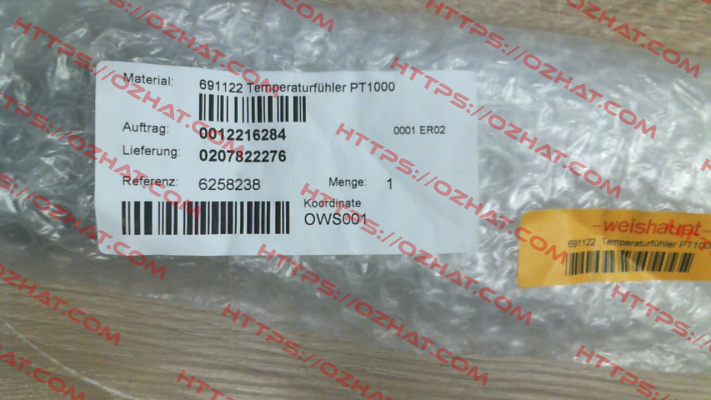 Material: 691122 Temperaturfühler PT1000
Auftrag: 0012216284 0001 ER02
Lieferung: 0207822276
Referenz: 6258238 Menge: 1
Koordinate
OWS001
-weishaupt-
691122 Temperaturfühler PT100
HTTPS://OZHAT.COM